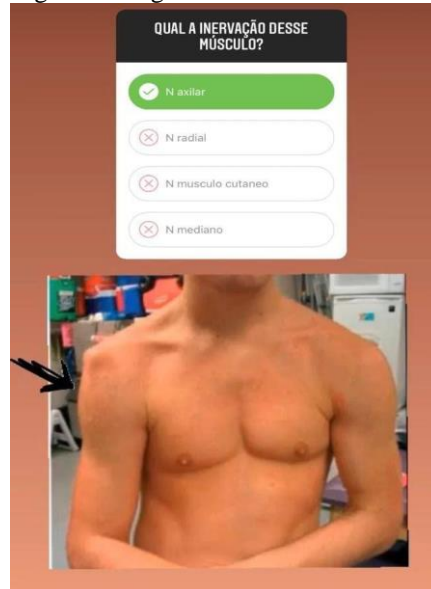 QUAL A INERVAÇÃO DESSE
MÚSCULO?
N axilar
N radial
N musculo cutaneo
N mediano